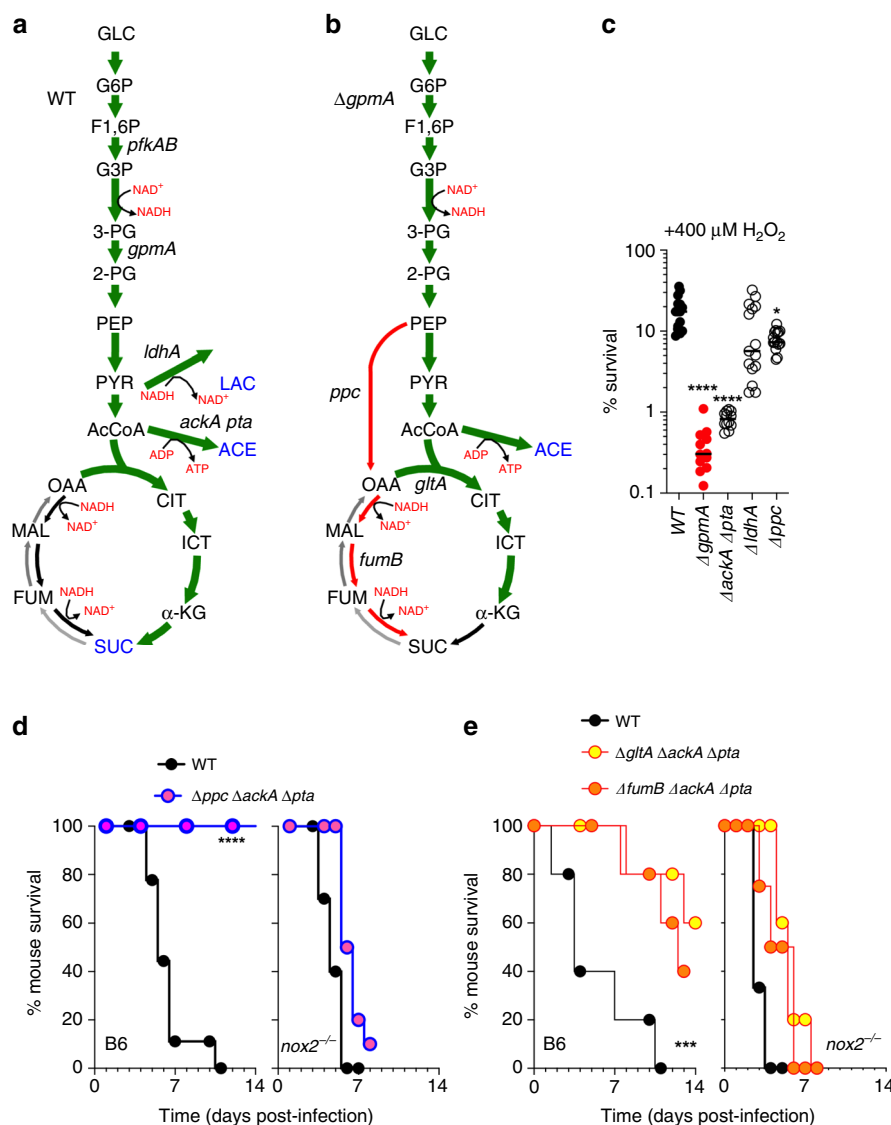 a
GLC
WT
G6P
F1,6P
pfkAB
G3P
NAD⁺
NADH
3-PG
gpmA
2-PG
PEP
ldhA
PYR
LAC
NADH
NAD⁺
AcCoA
ackA pta
ACE
ADP
ATP
OAA
CIT
NADH
NAD⁺
MAL
ICT
FUM
NADH
NAD⁺
α-KG
SUC
b
GLC
ΔgpmA
G6P
F1,6P
G3P
NAD⁺
NADH
3-PG
2-PG
PEP
ppc
PYR
AcCoA
ACE
ADP
ATP
OAA
gltA
CIT
NADH
NAD⁺
MAL
ICT
fumB
FUM
NADH
NAD⁺
α-KG
SUC
c
+400 μM H₂O₂
% survival
100
10
1
0.1
****
****
*
WT
ΔgpmA
ΔackA Δpta
ΔldhA
Δppc
d
WT
Δppc ΔackA Δpta
% mouse survival
100
80
60
40
20
0
****
B6
nox2⁻/⁻
0
7
14
0
7
14
Time (days post-infection)
e
WT
ΔgltA ΔackA Δpta
ΔfumB ΔackA Δpta
% mouse survival
100
80
60
40
20
0
B6
***
nox2⁻/⁻
0
7
14
0
7
14
Time (days post-infection)